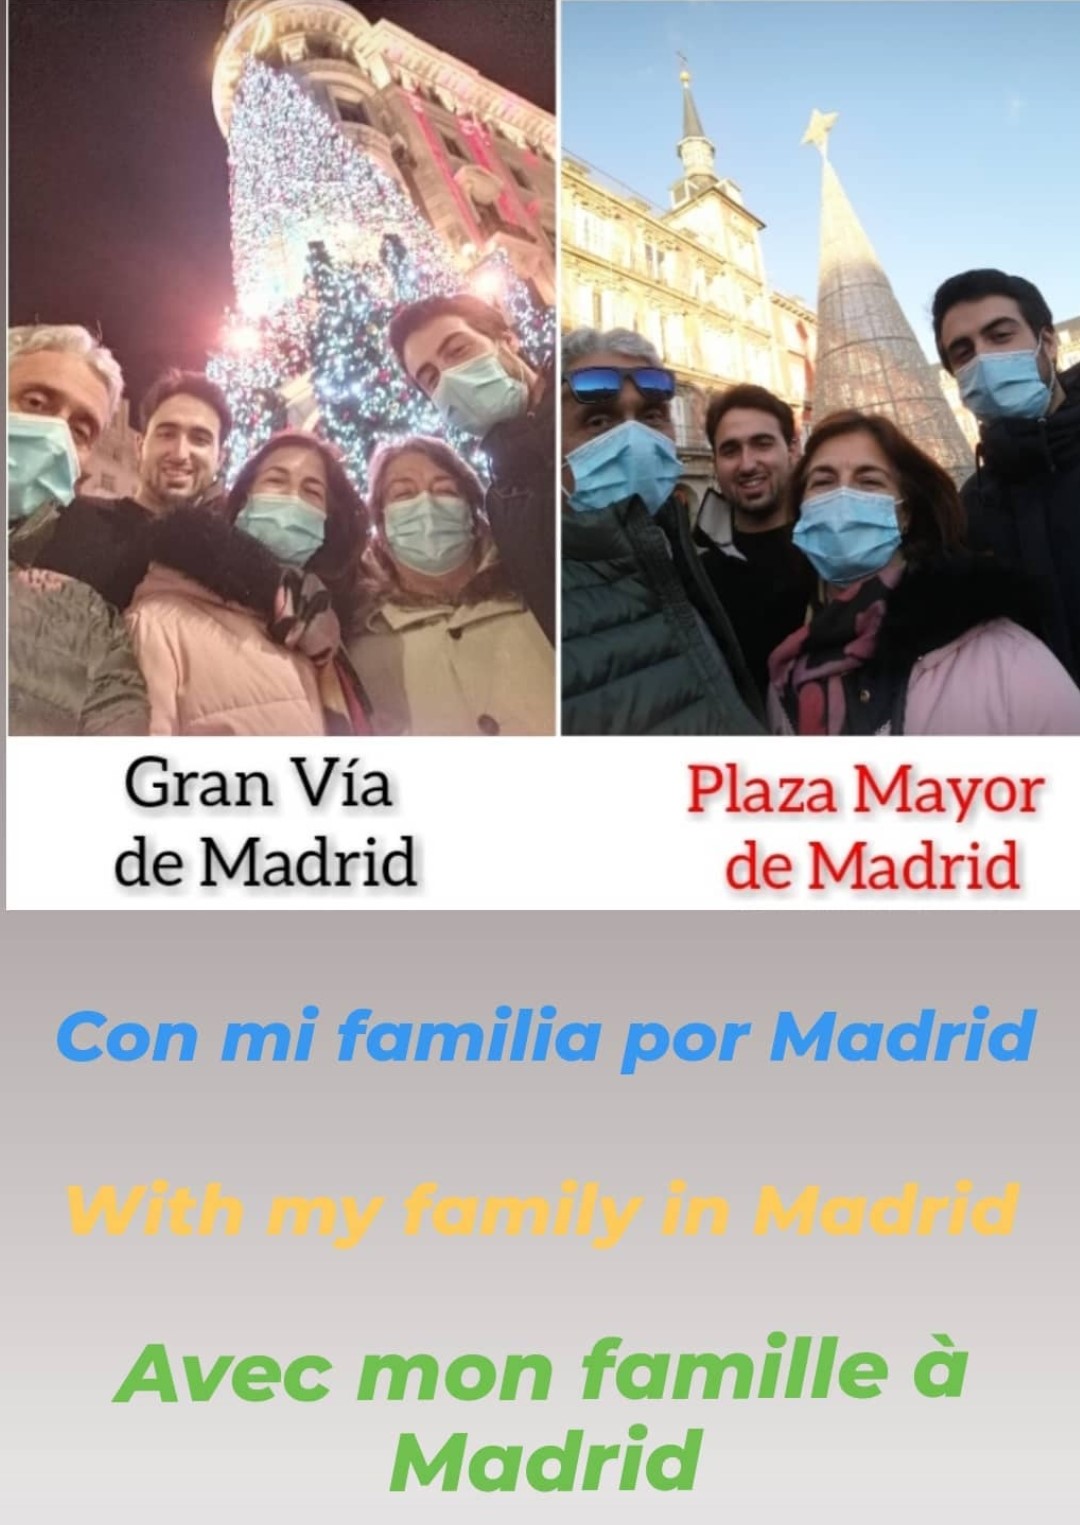 Gran Vía
de Madrid
Plaza Mayor
de Madrid
Con mi familia por Madrid
With my family in Madrid
Avec mon famille à
Madrid